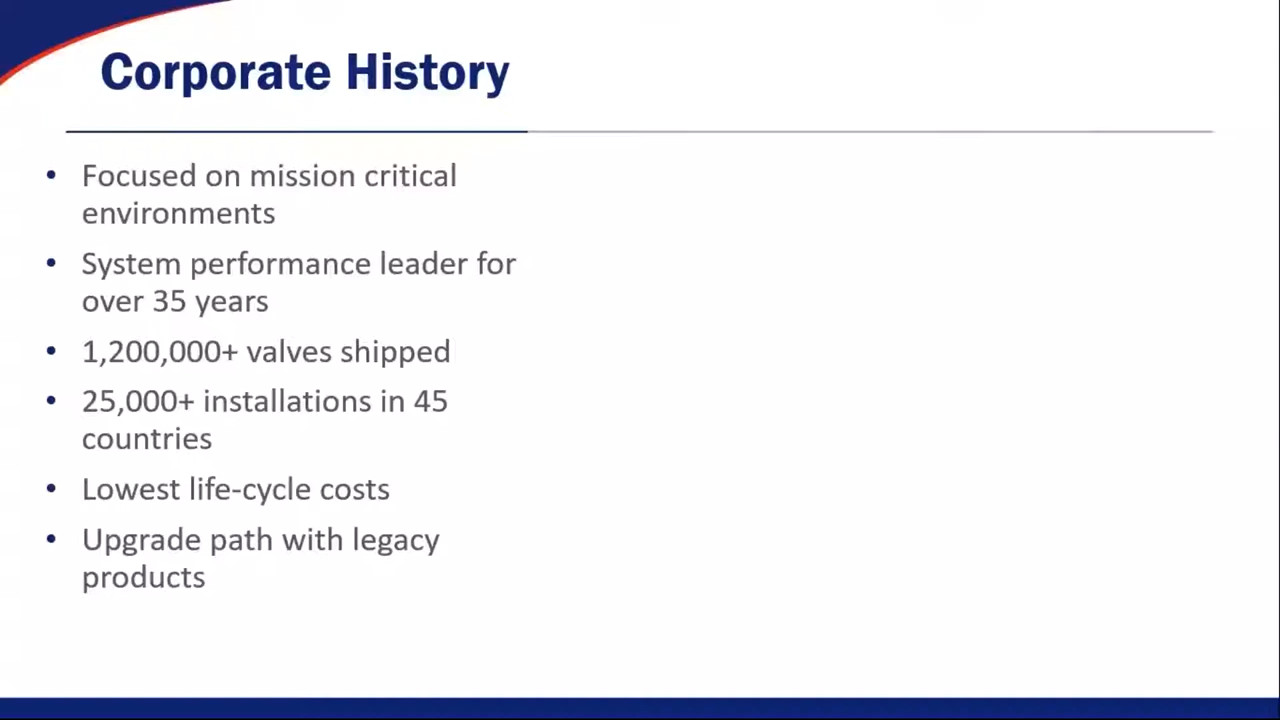 Corporate History
• Focused on mission critical
environments
• System performance leader for
over 35 years
• 1,200,000+ valves shipped
• 25,000+ installations in 45
countries
• Lowest life-cycle costs
• Upgrade path with legacy
products